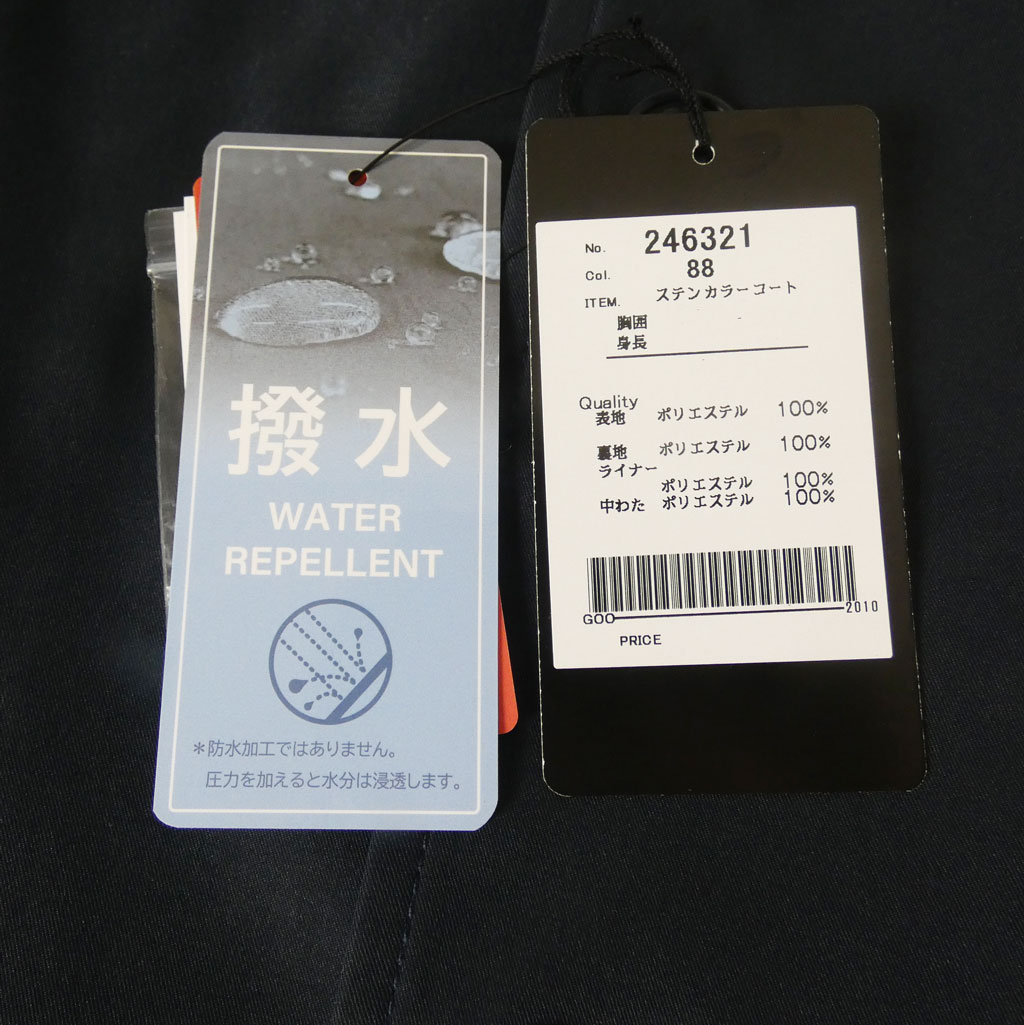 撥水
WATER
REPELLENT
＊防水加工ではありません。
圧力を加えると水分は浸透します。
No. 246321
Col. 88
ITEM. ステンカラーコート
胸囲 -
身長
Quality
表地 ポリエステル 100%
裏地 ポリエステル 100%
ライナー
ポリエステル 100%
中わた ポリエステル 100%
GOO 2010
PRICE